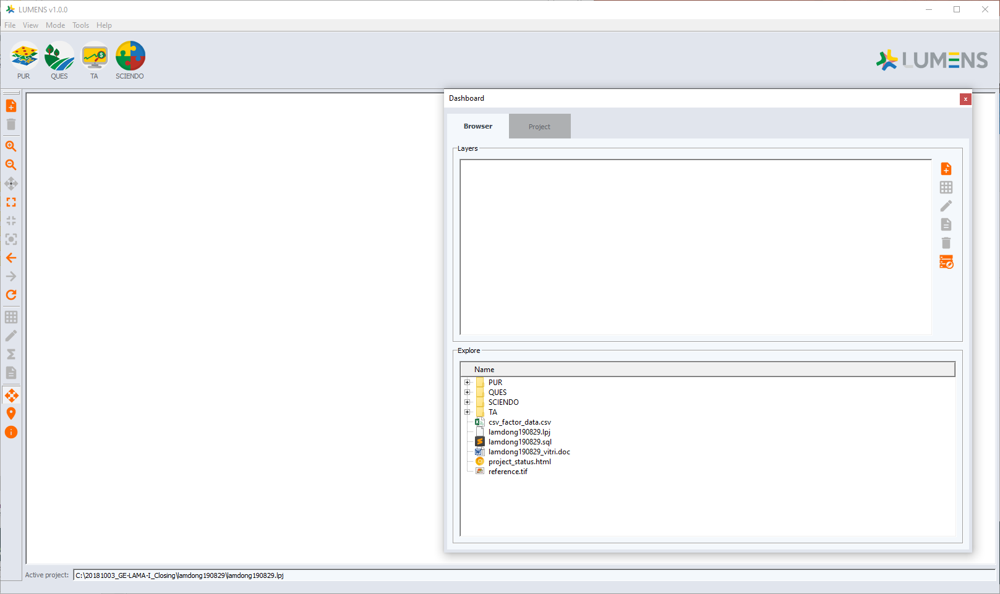 LUMENS v1.0.0
File View Mode Tools Help
PUR QUES TA SCIENDO
LUMENS
Dashboard
x
Browser Project
Layers
Explore
Name
PUR
QUES
SCIENDO
TA
csv_factor_data.csv
lamdong190829.lpj
lamdong190829.sql
lamdong190829_vitri.doc
project_status.html
reference.tif
Active project: C:\20181003_GE-LAMA-I_Closing\lamdong190829\lamdong190829.lpj